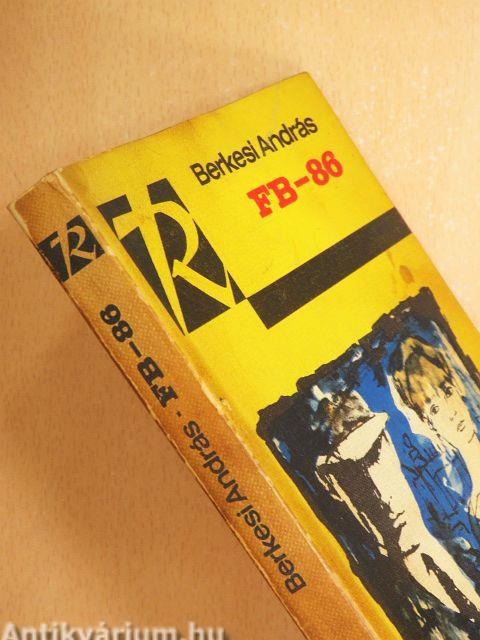 Berkesi András
FB-86
R
R
Berkesi András · FB-86
Antikvárium.hu